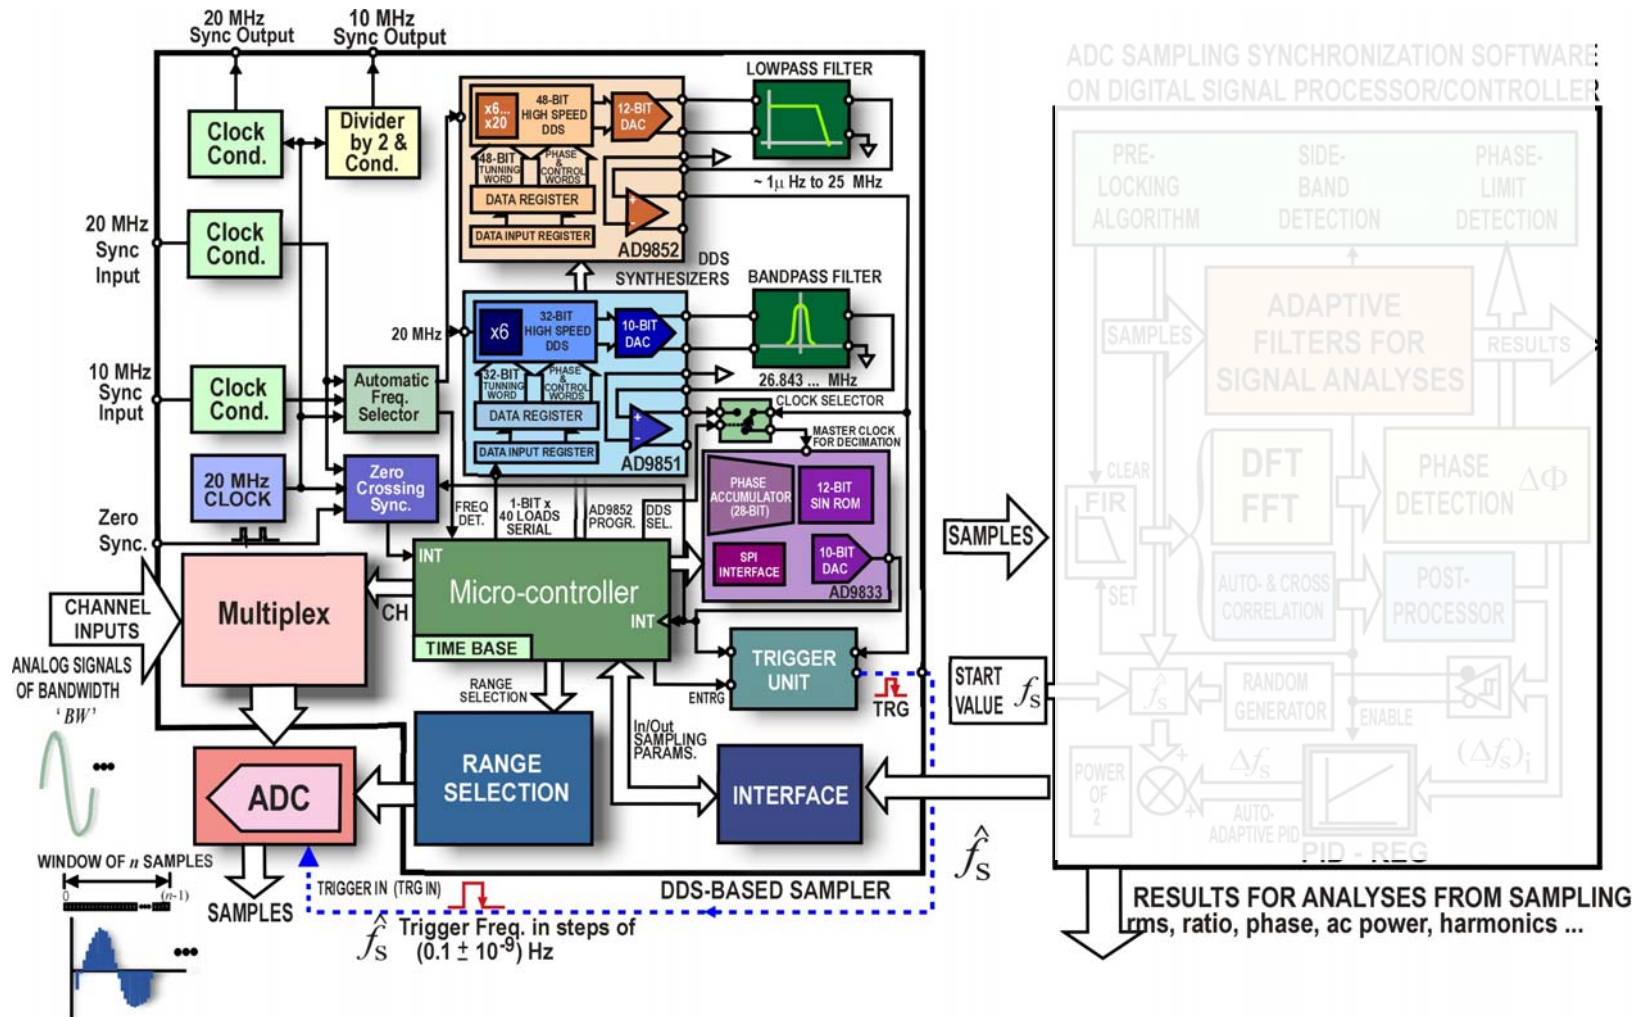 20 MHz
Sync Output
10 MHz
Sync Output
Clock
Cond.
Divider
by 2 &
Cond.
20 MHz
Sync
Input
Clock
Cond.
10 MHz
Sync
Input
Clock
Cond.
Automatic
Freq.
Selector
20 MHz
CLOCK
Zero
Crossing
Sync.
Zero
Sync.
x6...
x20
48-BIT
HIGH SPEED
DDS
12-BIT
DAC
48-BIT
TUNNING
WORD
PHASE
&
CONTROL
WORDS
DATA REGISTER
DATA INPUT REGISTER
+
-
AD9852
LOWPASS FILTER
~ 1µ Hz to 25 MHz
DDS
SYNTHESIZERS
20 MHz
x6
32-BIT
HIGH SPEED
DDS
10-BIT
DAC
32-BIT
TUNNING
WORD
PHASE
&
CONTROL
WORDS
DATA REGISTER
DATA INPUT REGISTER
+
-
AD9851
BANDPASS FILTER
26.843 ... MHz
CLOCK SELECTOR
MASTER CLOCK
FOR DECIMATION
PHASE
ACCUMULATOR
(28-BIT)
12-BIT
SIN ROM
SPI
INTERFACE
10-BIT
DAC
AD9833
FREQ
DET.
1-BIT x
40 LOADS
SERIAL
AD9852
PROGR.
DDS
SEL.
INT
Micro-controller
INT
TIME BASE
CH
Multiplex
CHANNEL
INPUTS
ANALOG SIGNALS
OF BANDWIDTH
‘BW’
RANGE
SELECTION
ENTRG
TRIGGER
UNIT
TRG
In/Out
SAMPLING
PARAMS.
RANGE
SELECTION
INTERFACE
ADC
SAMPLES
WINDOW OF n SAMPLES
0
(n-1)
TRIGGER IN (TRG IN)
DDS-BASED SAMPLER
f̂s Trigger Freq. in steps of
(0.1 ± 10-9) Hz
SAMPLES
START
VALUE fs
f̂s
ADC SAMPLING SYNCHRONIZATION SOFTWARE
ON DIGITAL SIGNAL PROCESSOR/CONTROLLER
PRE-
LOCKING
ALGORITHM
SIDE-
BAND
DETECTION
PHASE-
LIMIT
DETECTION
SAMPLES
ADAPTIVE
FILTERS FOR
SIGNAL ANALYSES
RESULTS
CLEAR
FIR
SET
DFT
FFT
PHASE
DETECTION
ΔΦ
AUTO- & CROSS
CORRELATION
POST-
PROCESSOR
f̂s
RANDOM
GENERATOR
ENABLE
POWER
OF
2
+
+
Δfs
AUTO-
ADAPTIVE PID
(Δfs)i
PID - REG
RESULTS FOR ANALYSES FROM SAMPLING
rms, ratio, phase, ac power, harmonics ...